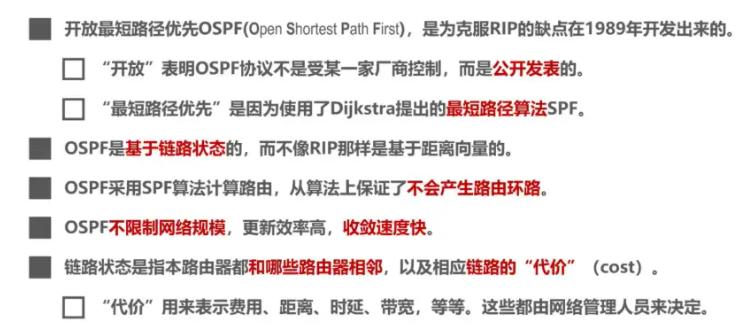 开放最短路径优先OSPF(Open Shortest Path First)，是为克服RIP的缺点在1989年开发出来的。
“开放”表明OSPF协议不是受某一家厂商控制，而是公开发表的。
“最短路径优先”是因为使用了Dijkstra提出的最短路径算法SPF。
OSPF是基于链路状态的，而不像RIP那样是基于距离向量的。
OSPF采用SPF算法计算路由，从算法上保证了不会产生路由环路。
OSPF不限制网络规模，更新效率高，收敛速度快。
链路状态是指本路由器都和哪些路由器相邻，以及相应链路的“代价”（cost）。
“代价”用来表示费用、距离、时延、带宽，等等。这些都由网络管理人员来决定。